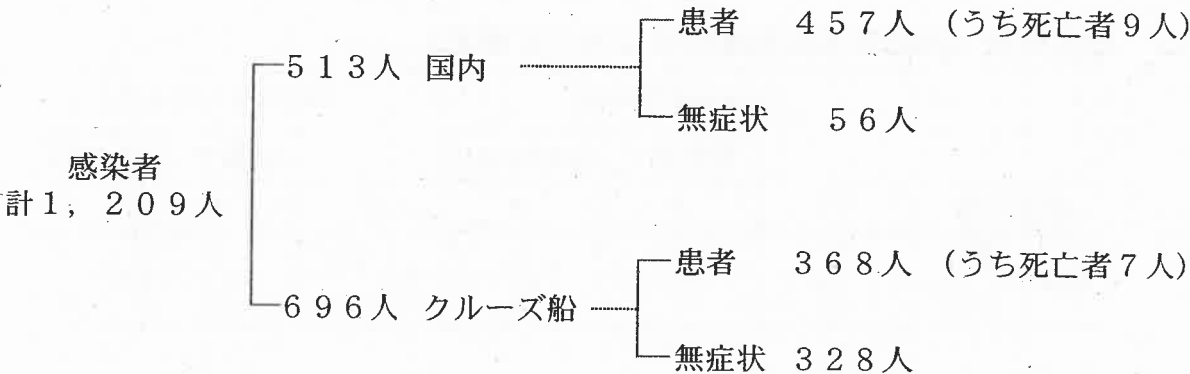 感染者
計1,209人
513人 国内
患者 457人 (うち死亡者9人)
無症状 56人
696人 クルーズ船
患者 368人 (うち死亡者7人)
無症状 328人